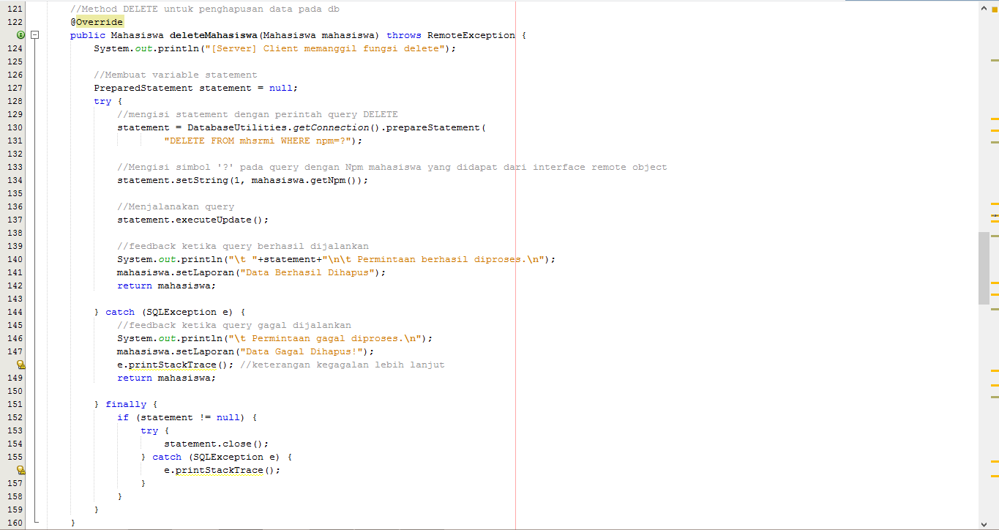 121 //Method DELETE untuk penghapusan data pada db
122 @Override
public Mahasiswa deleteMahasiswa(Mahasiswa mahasiswa) throws RemoteException {
124 System.out.println("[Server] Client memanggil fungsi delete");
125
126 //Membuat variable statement
127 PreparedStatement statement = null;
128 try {
129 //mengisi statement dengan perintah query DELETE
130 statement = DatabaseUtilities.getConnection().prepareStatement(
131 "DELETE FROM mhsrmi WHERE npm=?");
132
133 //Mengisi simbol '?' pada query dengan Npm mahasiswa yang didapat dari interface remote object
134 statement.setString(1, mahasiswa.getNpm());
135
136 //Menjalanakan query
137 statement.executeUpdate();
138
139 //feedback ketika query berhasil dijalankan
140 System.out.println("\t "+statement+"\n\t Permintaan berhasil diproses.\n");
141 mahasiswa.setLaporan("Data Berhasil Dihapus");
142 return mahasiswa;
143
144 } catch (SQLException e) {
145 //feedback ketika query gagal dijalankan
146 System.out.println("\t Permintaan gagal diproses.\n");
147 mahasiswa.setLaporan("Data Gagal Dihapus!");
e.printStackTrace(); //keterangan kegagalan lebih lanjut
149 return mahasiswa;
150
151 } finally {
152 if (statement != null) {
153 try {
154 statement.close();
155 } catch (SQLException e) {
e.printStackTrace();
157 }
158 }
159 }
160 }